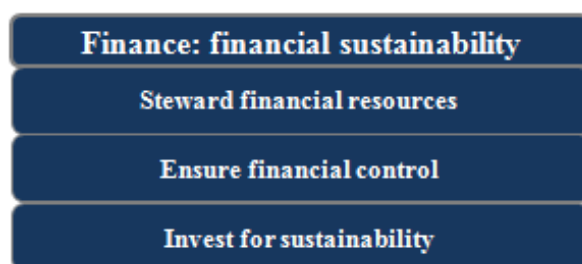 Finance: financial sustainability
Steward financial resources
Ensure financial control
Invest for sustainability